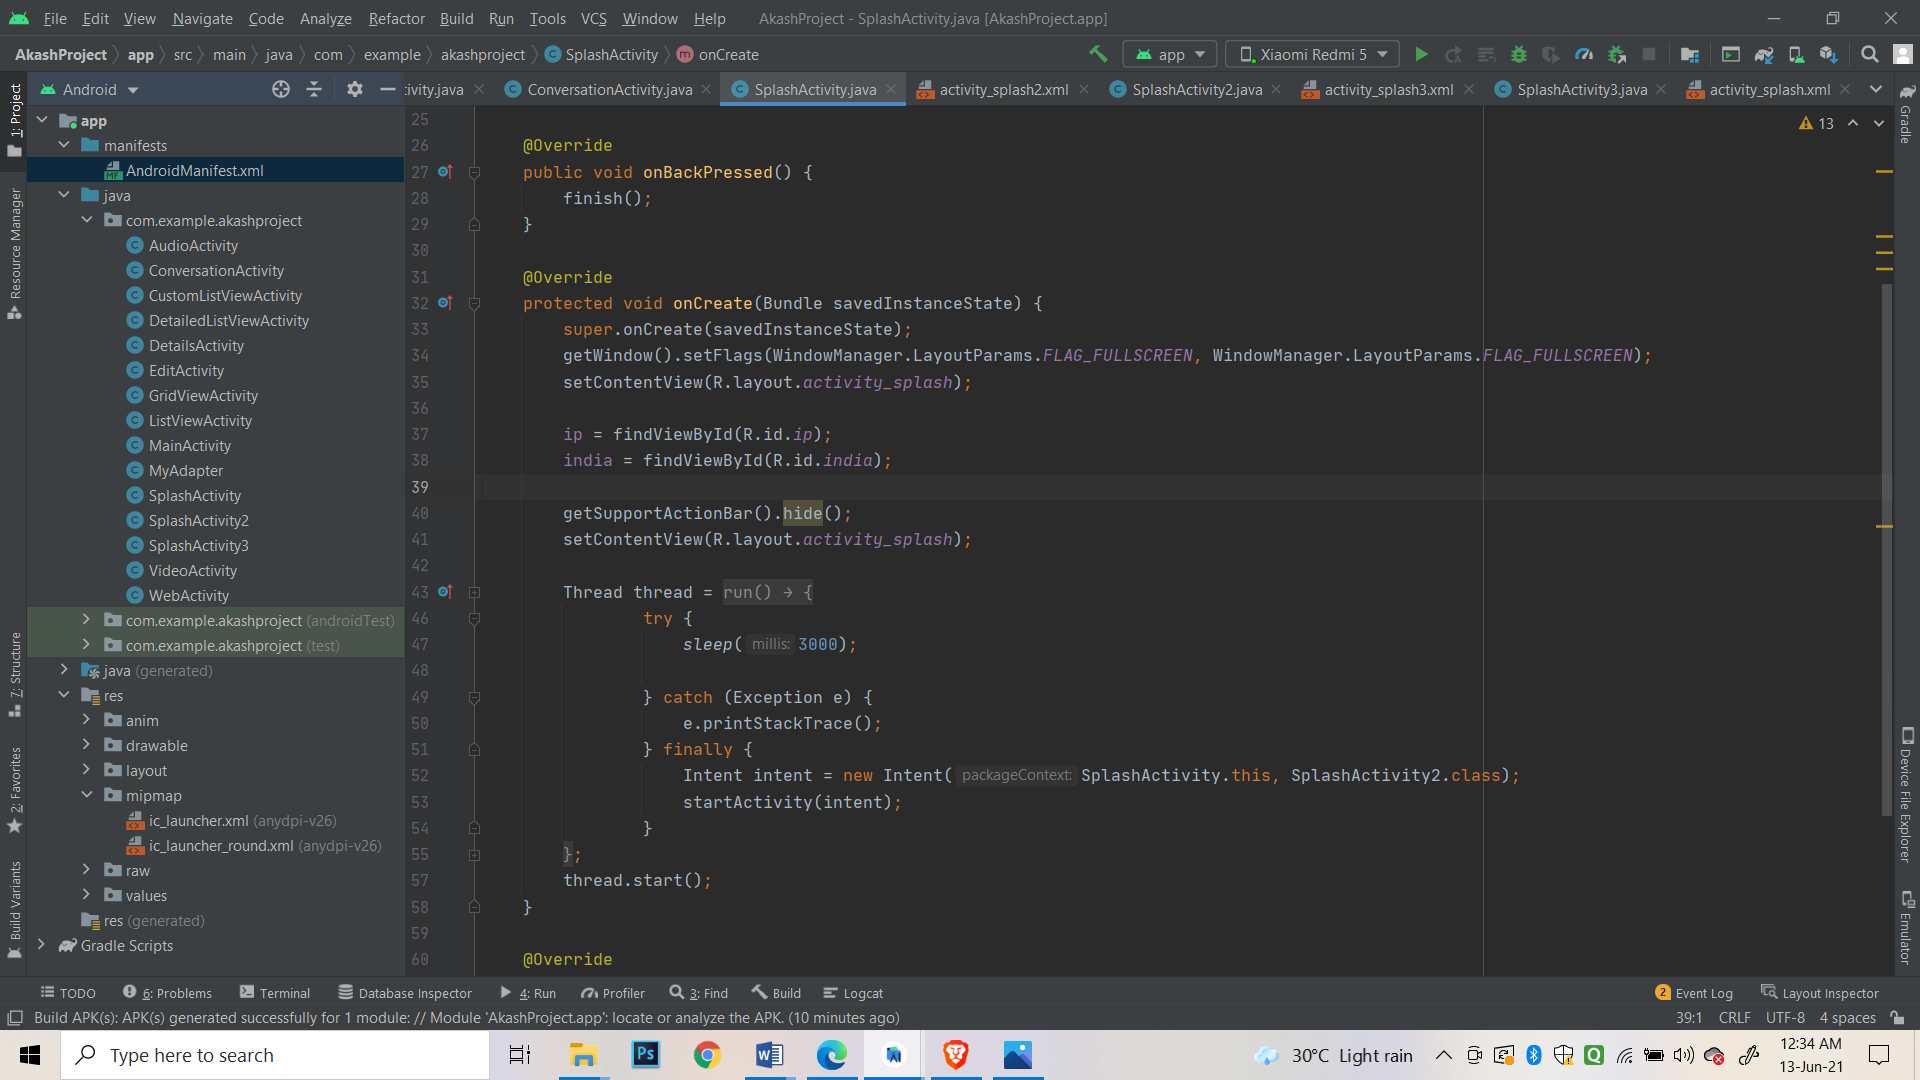 File Edit View Navigate Code Analyze Refactor Build Run Tools VCS Window Help AkashProject - SplashActivity.java [AkashProject.app]
AkashProject app src main java com example akashproject SplashActivity onCreate app Xiaomi Redmi 5
Android
tivity.java ConversationActivity.java SplashActivity.java activity_splash2.xml SplashActivity2.java activity_splash3.xml SplashActivity3.java activity_splash.xml
1: Project
Resource Manager
7: Structure
2: Favorites
Build Variants
app
manifests
AndroidManifest.xml
java
com.example.akashproject
AudioActivity
ConversationActivity
CustomListViewActivity
DetailedListViewActivity
DetailsActivity
EditActivity
GridViewActivity
ListViewActivity
MainActivity
MyAdapter
SplashActivity
SplashActivity2
SplashActivity3
VideoActivity
WebActivity
com.example.akashproject (androidTest)
com.example.akashproject (test)
java (generated)
res
anim
drawable
layout
mipmap
ic_launcher.xml (anydpi-v26)
ic_launcher_round.xml (anydpi-v26)
raw
values
res (generated)
Gradle Scripts
13
25
26 @Override
27 public void onBackPressed() {
28 finish();
29 }
30
31 @Override
32 protected void onCreate(Bundle savedInstanceState) {
33 super.onCreate(savedInstanceState);
34 getWindow().setFlags(WindowManager.LayoutParams.FLAG_FULLSCREEN, WindowManager.LayoutParams.FLAG_FULLSCREEN);
35 setContentView(R.layout.activity_splash);
36
37 ip = findViewById(R.id.ip);
38 india = findViewById(R.id.india);
39
40 getSupportActionBar().hide();
41 setContentView(R.layout.activity_splash);
42
43 Thread thread = run() → {
46 try {
47 sleep( millis: 3000);
48
49 } catch (Exception e) {
50 e.printStackTrace();
51 } finally {
52 Intent intent = new Intent( packageContext: SplashActivity.this, SplashActivity2.class);
53 startActivity(intent);
54 }
55 };
57 thread.start();
58 }
59
60 @Override
Gradle
Device File Explorer
Emulator
TODO 6: Problems Terminal Database Inspector 4: Run Profiler 3: Find Build Logcat 2 Event Log Layout Inspector
Build APK(s): APK(s) generated successfully for 1 module: // Module 'AkashProject.app': locate or analyze the APK. (10 minutes ago) 39:1 CRLF UTF-8 4 spaces
Type here to search Ps 30°C Light rain 12:34 AM
13-Jun-21